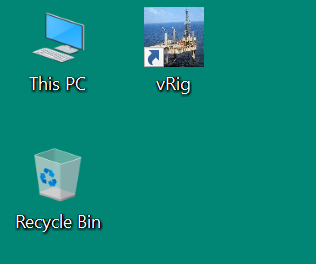 This PC
vRig
Recycle Bin